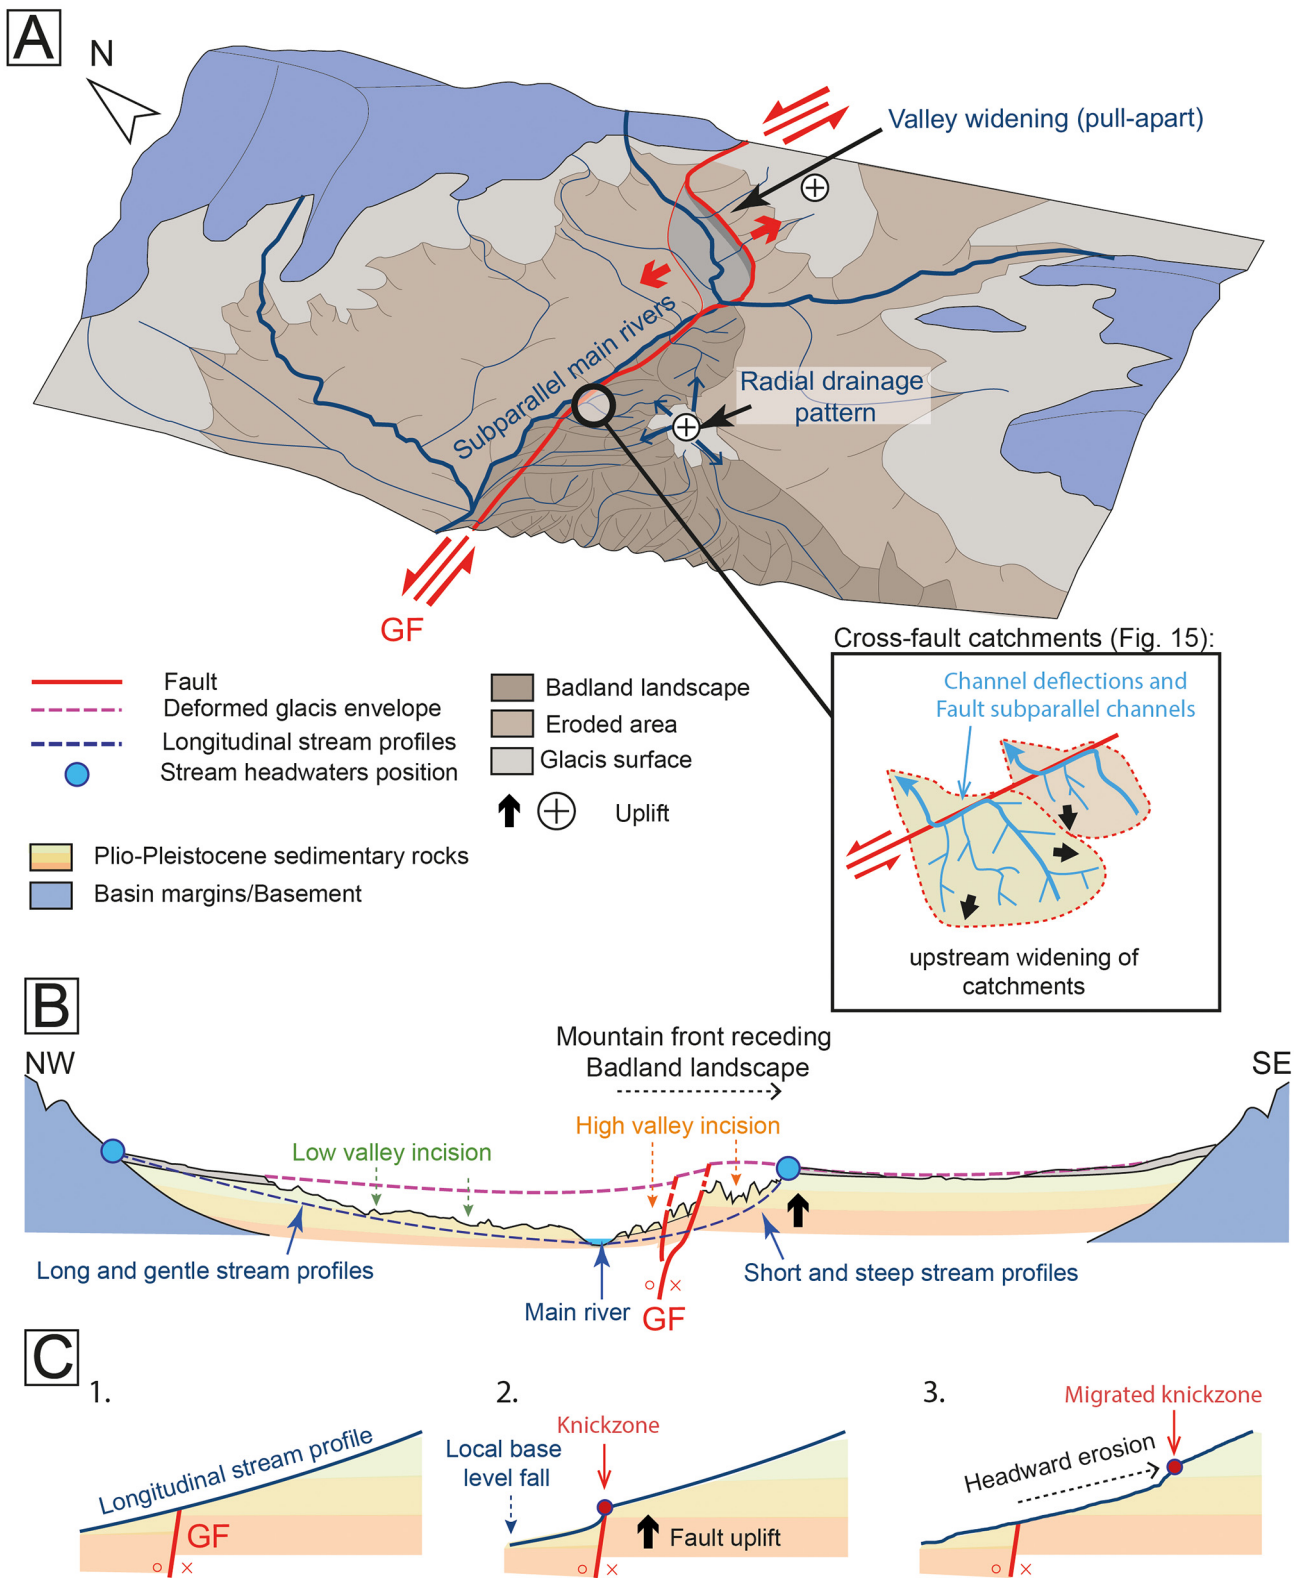 A
N
Valley widening (pull-apart)
Subparallel main rivers
Radial drainage
pattern
GF
Cross-fault catchments (Fig. 15):
Channel deflections and
Fault subparallel channels
upstream widening of
catchments
Fault
Deformed glacis envelope
Longitudinal stream profiles
Stream headwaters position
Badland landscape
Eroded area
Glacis surface
Uplift
Plio-Pleistocene sedimentary rocks
Basin margins/Basement
B
NW
SE
Mountain front receding
Badland landscape
High valley incision
Low valley incision
Long and gentle stream profiles
Short and steep stream profiles
Main river
GF
C
1.
Longitudinal stream profile
GF
2.
Knickzone
Local base
level fall
Fault uplift
3.
Migrated knickzone
Headward erosion